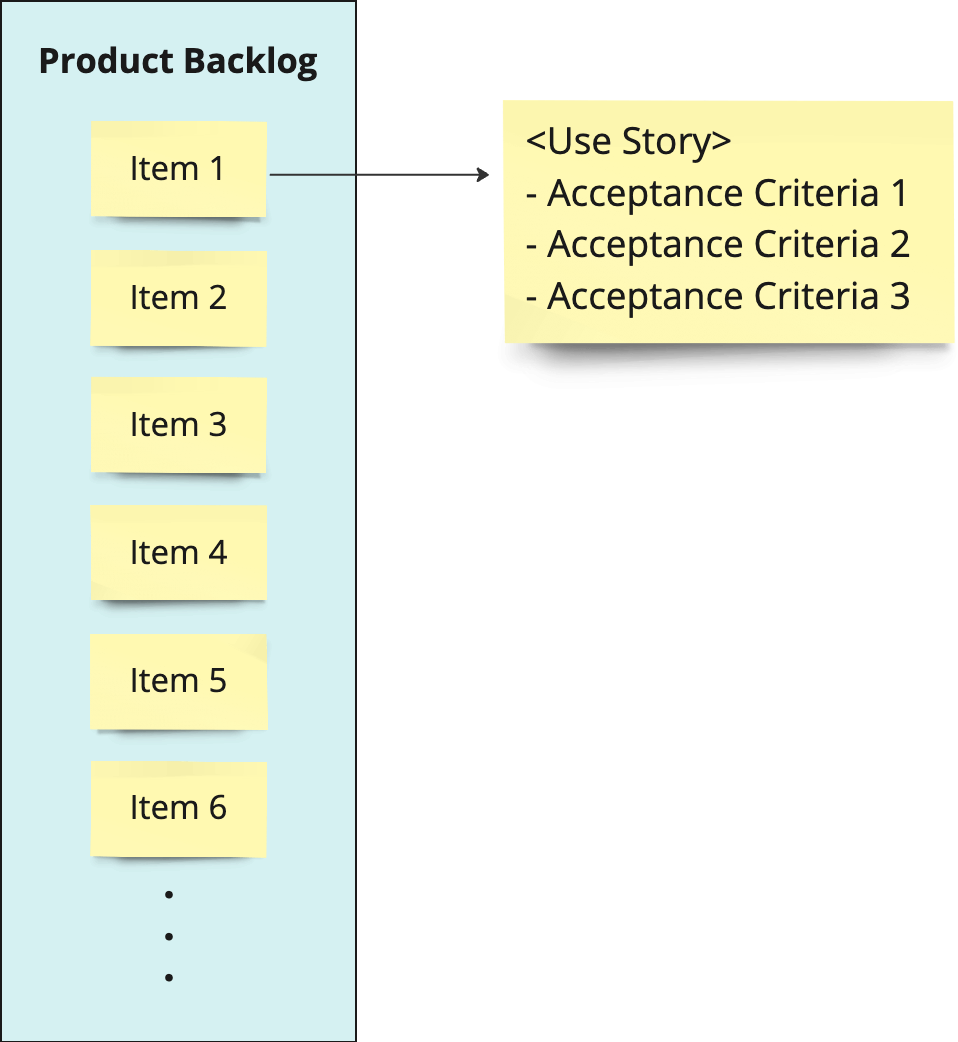 Product Backlog
Item 1
Item 2
Item 3
Item 4
Item 5
Item 6
<Use Story>
- Acceptance Criteria 1
- Acceptance Criteria 2
- Acceptance Criteria 3